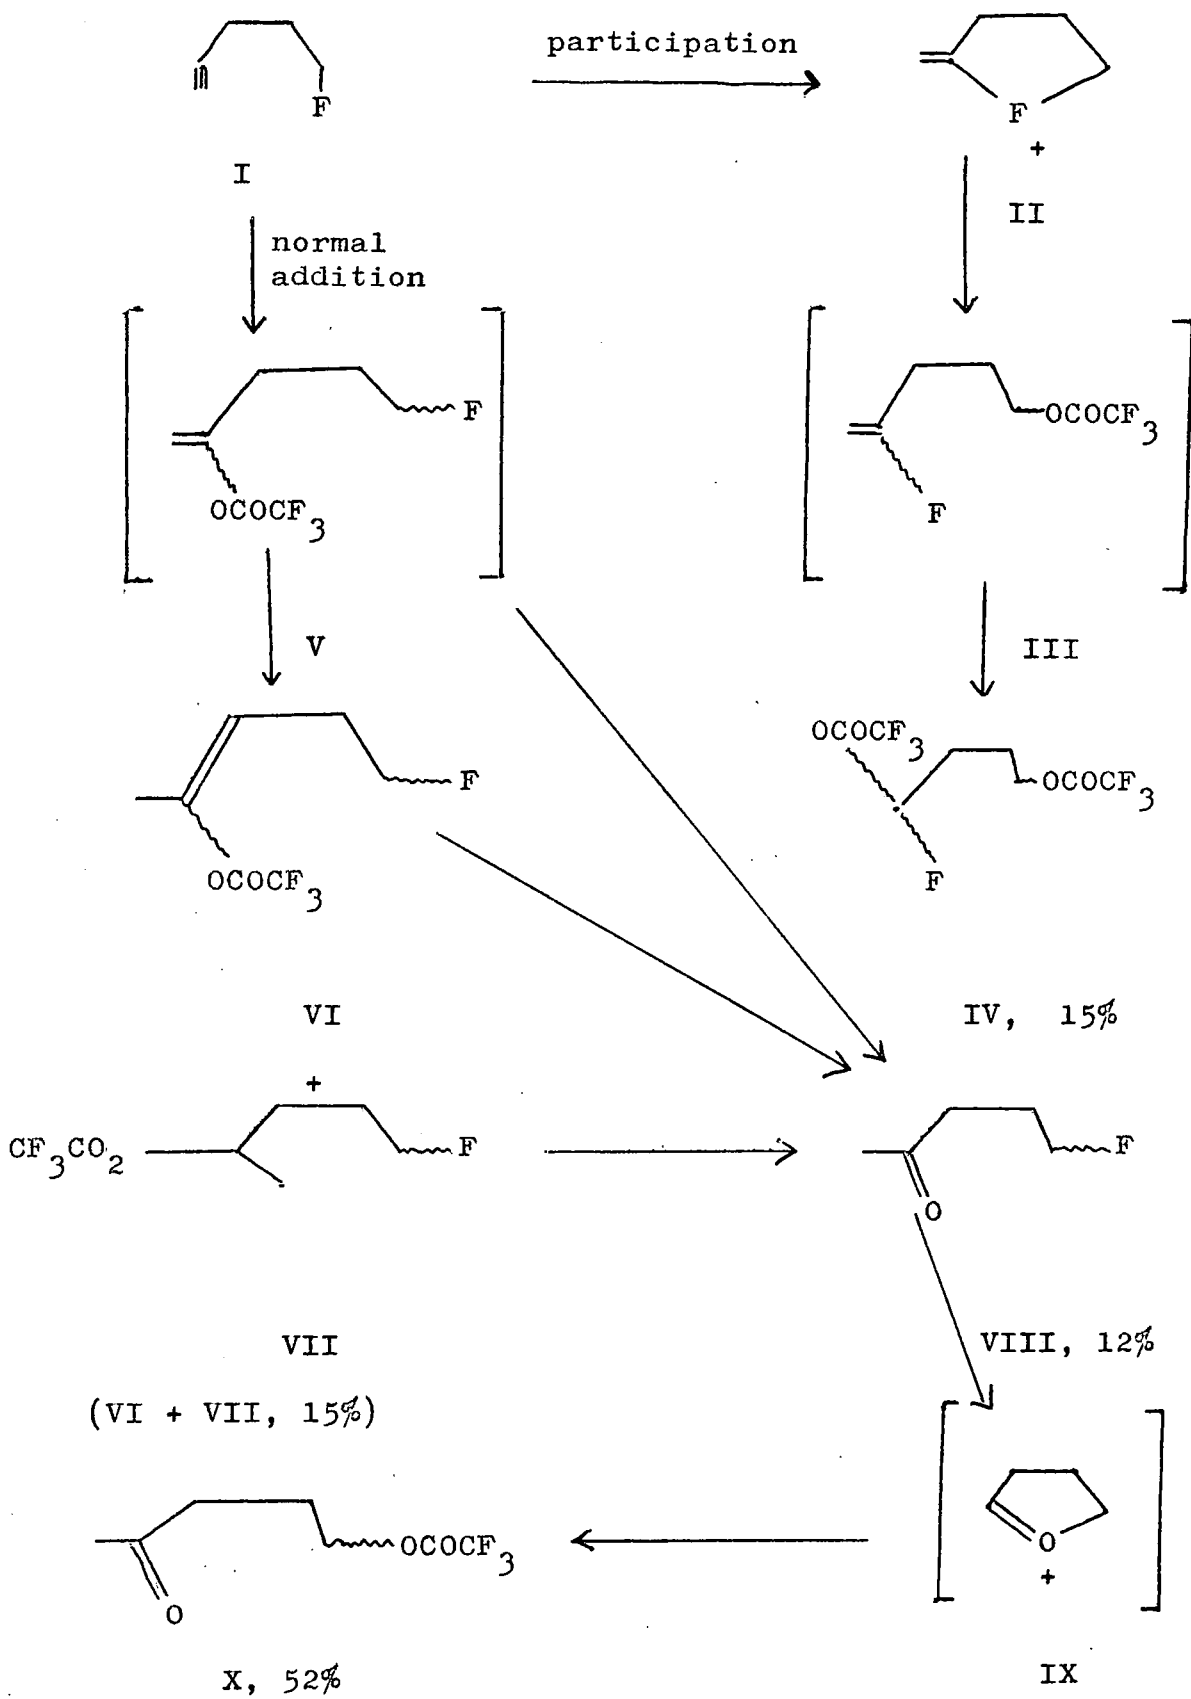 participation
F
F
+
I
II
normal
addition
F
OCOCF3
OCOCF3
F
V
III
F
OCOCF3
OCOCF3
OCOCF3
F
VI
IV, 15%
+
CF3CO2
F
F
O
VII
VIII, 12%
(VI + VII, 15%)
OCOCF3
O
O
+
X, 52%
IX